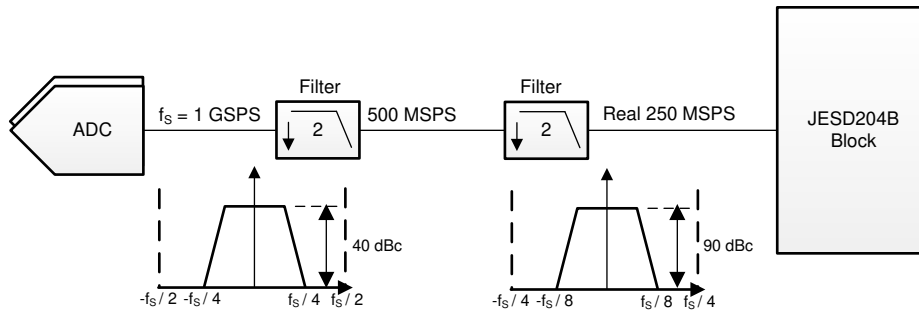 Filter
Filter
ADC
f_S = 1 GSPS
2
500 MSPS
2
Real 250 MSPS
JESD204B
Block
40 dBc
90 dBc
-f_S / 2
-f_S / 4
f_S / 4
f_S / 2
-f_S / 4
-f_S / 8
f_S / 8
f_S / 4